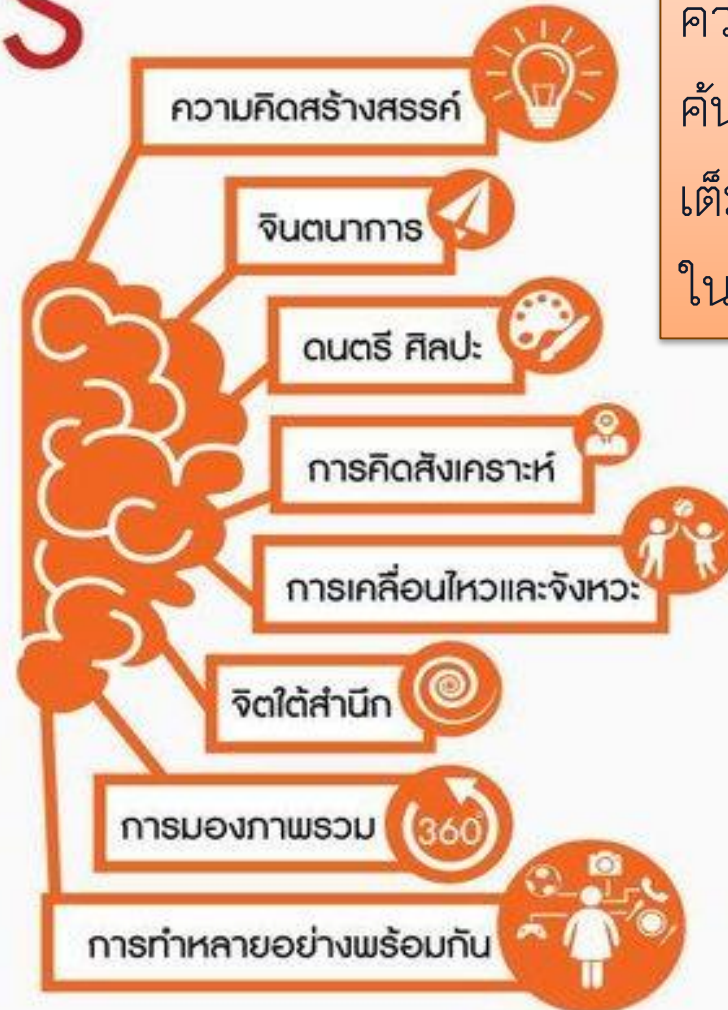 S
ความคิดสร้างสรรค์
จินตนาการ
ดนตรี ศิลปะ
การคิดสังเคราะห์
การเคลื่อนไหวและจังหวะ
จิตใต้สำนึก
การมองภาพรวม
360°
การทำหลายอย่างพร้อมกัน
ใน